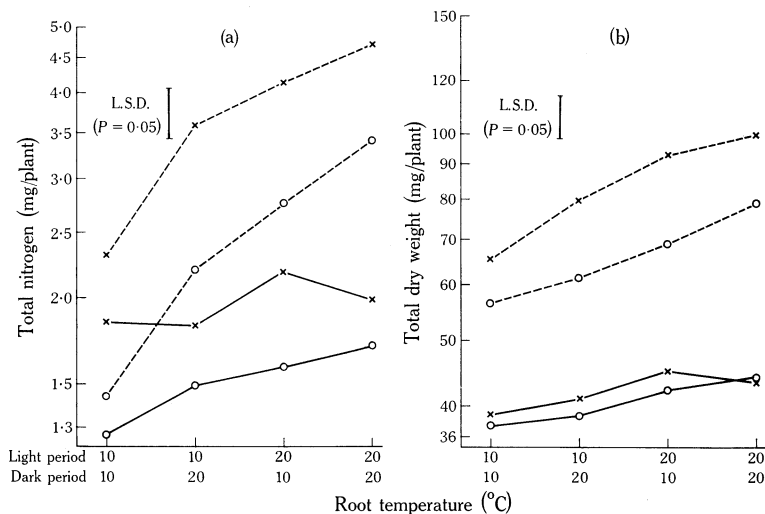 (a)
(b)
5·0
4·5
4·0
3·5
3·0
2·5
2·0
1·5
1·3
L.S.D.
(P = 0·05)
Total nitrogen (mg/plant)
150
120
100
90
80
70
60
50
40
36
L.S.D.
(P = 0·05)
Total dry weight (mg/plant)
Light period 10 10 20 20 10 10 20 20
Dark period 10 20 10 20 10 20 10 20
Root temperature (°C)